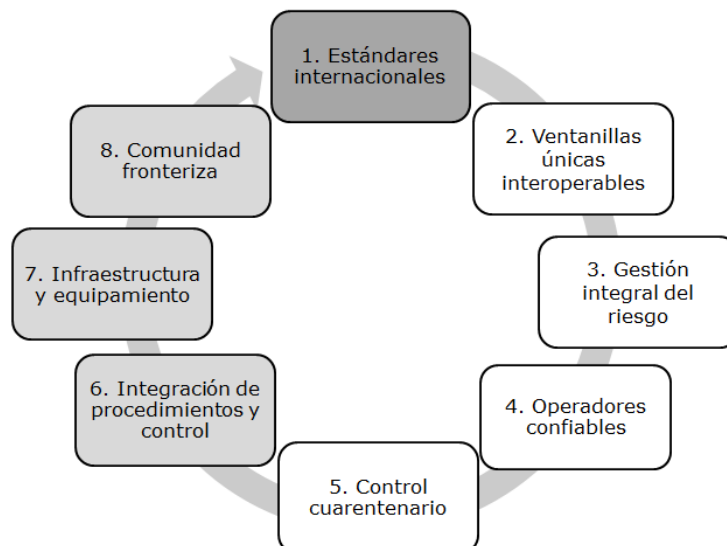 1. Estándares
internacionales
2. Ventanillas
únicas
interoperables
3. Gestión
integral del
riesgo
4. Operadores
confiables
5. Control
cuarentenario
6. Integración de
procedimientos y
control
7. Infraestructura
y equipamiento
8. Comunidad
fronteriza